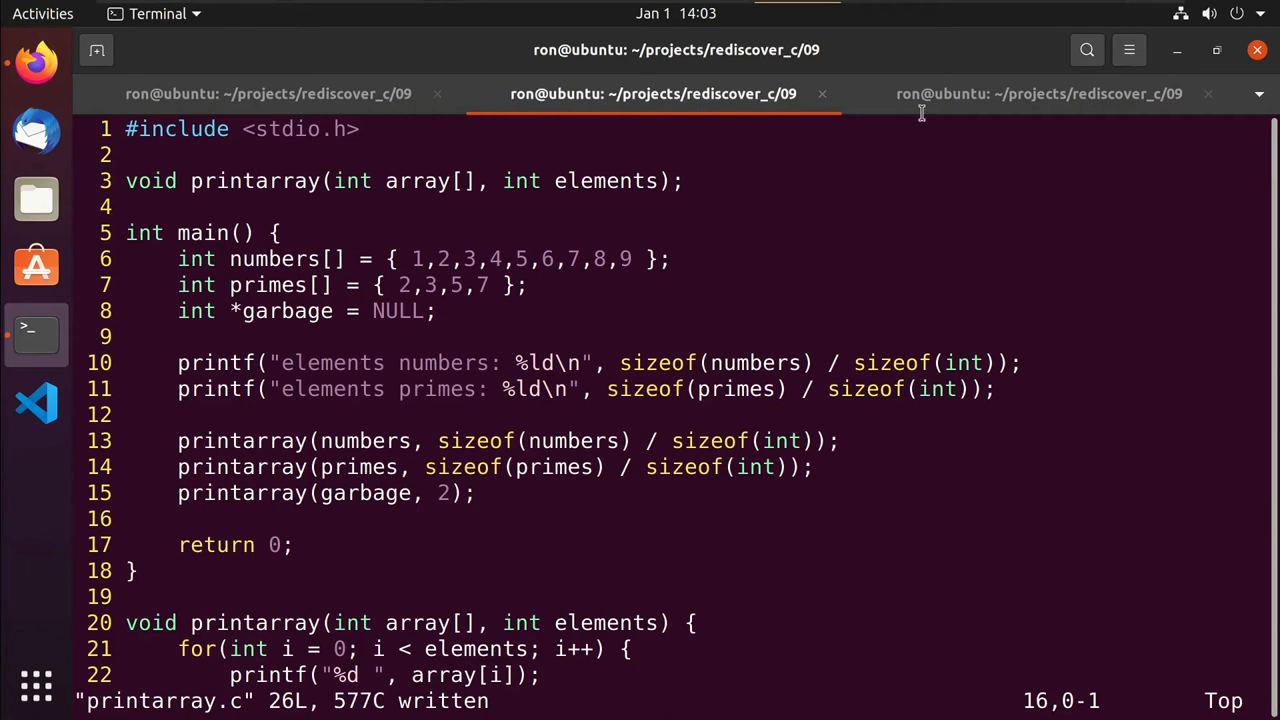 Activities Terminal Jan 1 14:03
ron@ubuntu: ~/projects/rediscover_c/09
ron@ubuntu: ~/projects/rediscover_c/09 ron@ubuntu: ~/projects/rediscover_c/09 ron@ubuntu: ~/projects/rediscover_c/09
1 #include <stdio.h>
2
3 void printarray(int array[], int elements);
4
5 int main() {
6     int numbers[] = { 1,2,3,4,5,6,7,8,9 };
7     int primes[] = { 2,3,5,7 };
8     int *garbage = NULL;
9
10     printf("elements numbers: %ld\n", sizeof(numbers) / sizeof(int));
11     printf("elements primes: %ld\n", sizeof(primes) / sizeof(int));
12
13     printarray(numbers, sizeof(numbers) / sizeof(int));
14     printarray(primes, sizeof(primes) / sizeof(int));
15     printarray(garbage, 2);
16
17     return 0;
18 }
19
20 void printarray(int array[], int elements) {
21     for(int i = 0; i < elements; i++) {
22         printf("%d ", array[i]);
"printarray.c" 26L, 577C written 16,0-1 Top